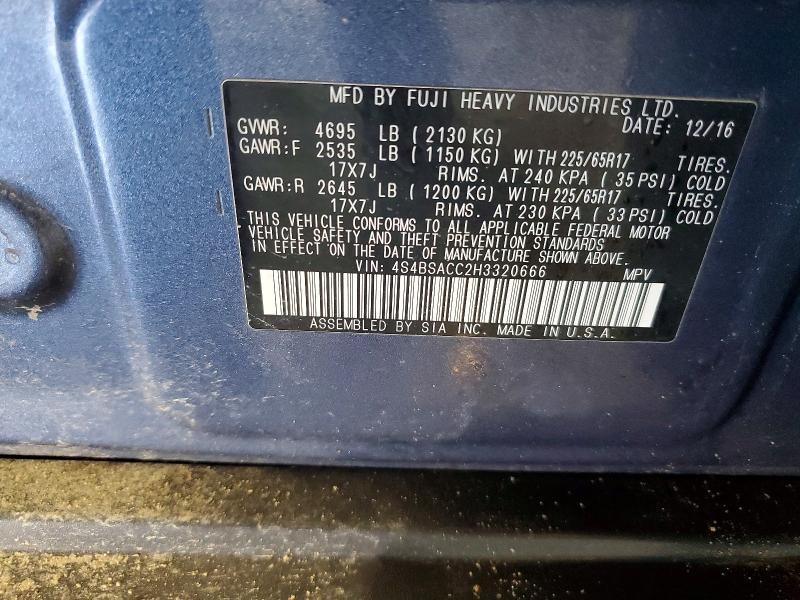 MFD BY FUJI HEAVY INDUSTRIES LTD.
DATE: 12/16
GVWR: 4695 LB ( 2130 KG)
GAWR:F 2535 LB ( 1150 KG) WITH 225/65R17 TIRES.
17X7J RIMS. AT 240 KPA ( 35 PSI) COLD
GAWR:R 2645 LB ( 1200 KG) WITH 225/65R17 TIRES.
17X7J RIMS. AT 230 KPA ( 33 PSI) COLD
THIS VEHICLE CONFORMS TO ALL APPLICABLE FEDERAL MOTOR
VEHICLE SAFETY AND THEFT PREVENTION STANDARDS
IN EFFECT ON THE DATE OF MANUFACTURE SHOWN ABOVE.
VIN: 4S4BSACC2H3320666 MPV
ASSEMBLED BY SIA INC. MADE IN U.S.A.